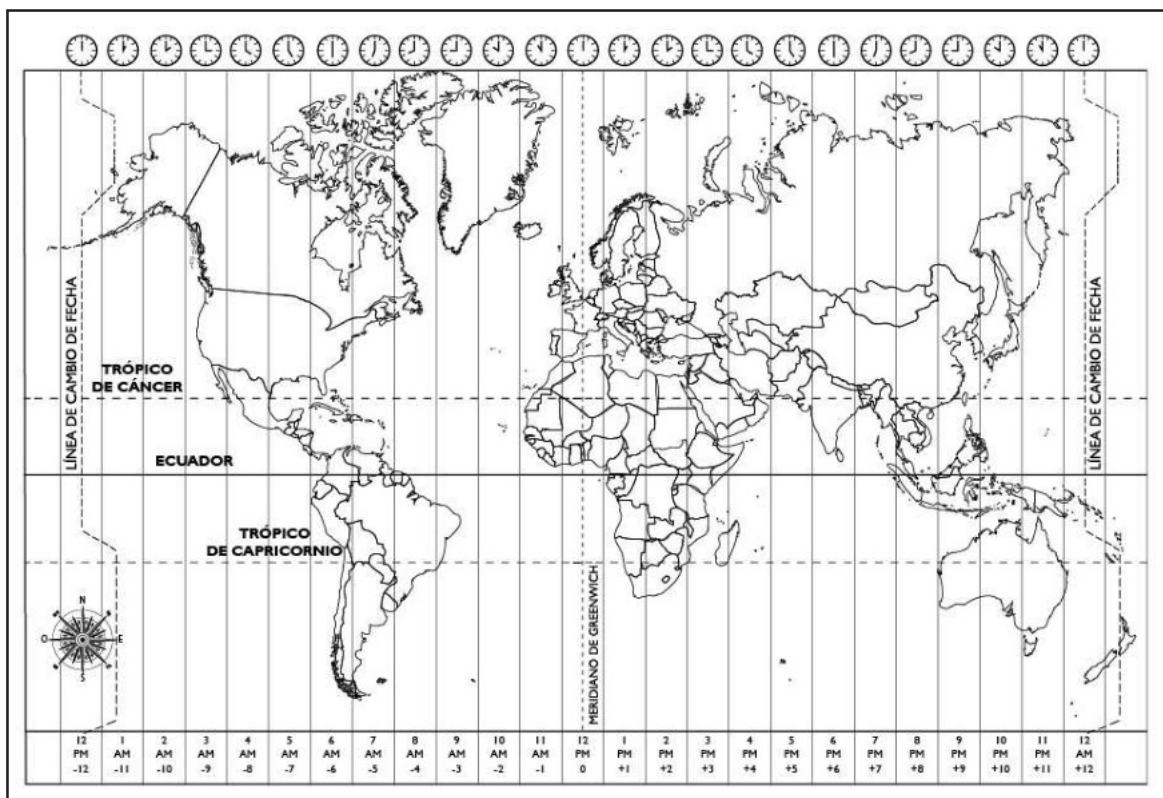 LÍNEA DE CAMBIO DE FECHA
TRÓPICO
DE CÁNCER
ECUADOR
TRÓPICO
DE CAPRICORNIO
N
O
E
S
MERIDIANO DE GREENWICH
LÍNEA DE CAMBIO DE FECHA
12 1 2 3 4 5 6 7 8 9 10 11 12 1 2 3 4 5 6 7 8 9 10 11 12
PM AM AM AM AM AM AM AM AM AM AM AM PM PM PM PM PM PM PM PM PM PM PM PM AM
-12 -11 -10 -9 -8 -7 -6 -5 -4 -3 -2 -1 0 +1 +2 +3 +4 +5 +6 +7 +8 +9 +10 +11 +12